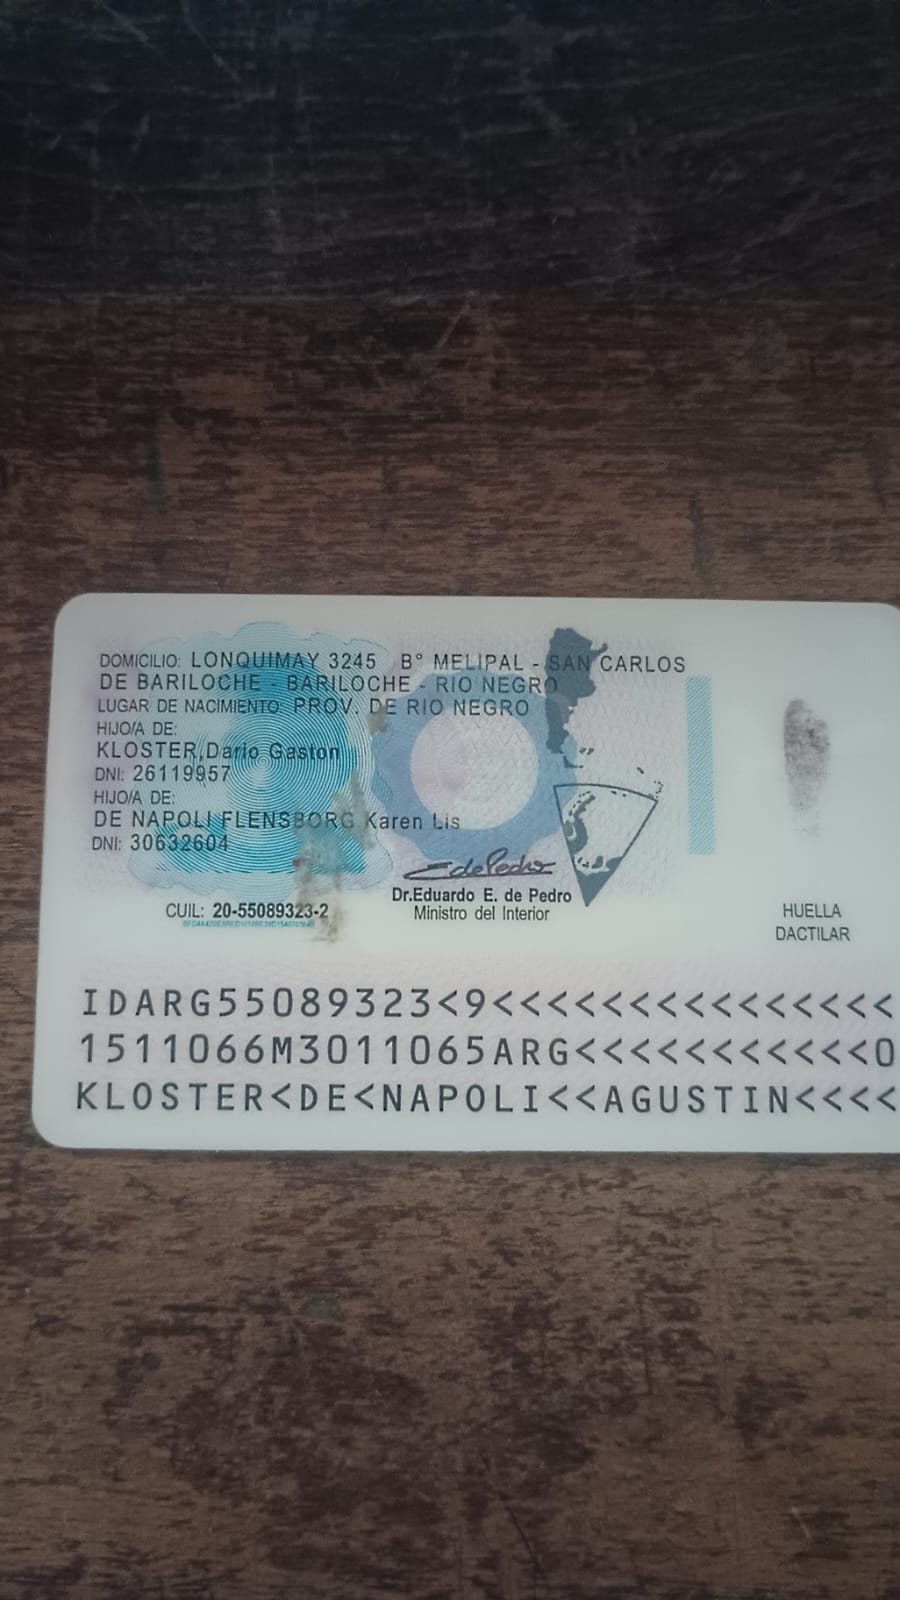 DOMICILIO: LONQUIMAY 3245 B° MELIPAL - SAN CARLOS
DE BARILOCHE - BARILOCHE - RIO NEGRO
LUGAR DE NACIMIENTO: PROV. DE RIO NEGRO
HIJO/A DE:
KLOSTER,Dario Gaston
DNI: 26119957
HIJO/A DE:
DE NAPOLI FLENSBORG Karen Lis
DNI: 30632604
CUIL: 20-55089323-2
Dr.Eduardo E. de Pedro
Ministro del Interior
HUELLA
DACTILAR
IDARG55089323<9<<<<<<<<<<<<<<<
1511066M3011065ARG<<<<<<<<<<<0
KLOSTER<DE<NAPOLI<<AGUSTIN<<<<